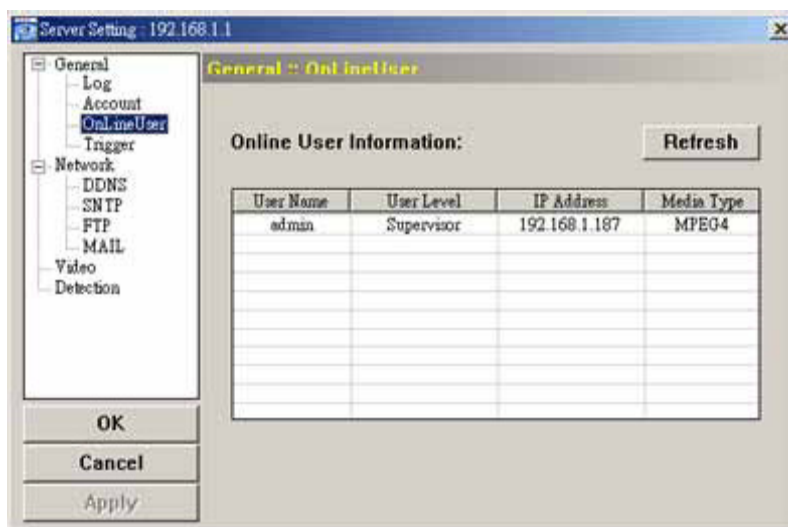 Server Setting : 192.168.1.1
General
Log
Account
OnLineUser
Trigger
Network
DDNS
SNTP
FTP
MAIL
Video
Detection
OK
Cancel
Apply
General :: OnLineUser
Online User Information:
Refresh
User Name User Level IP Address Media Type
admin Supervisor 192.168.1.187 MPEG4